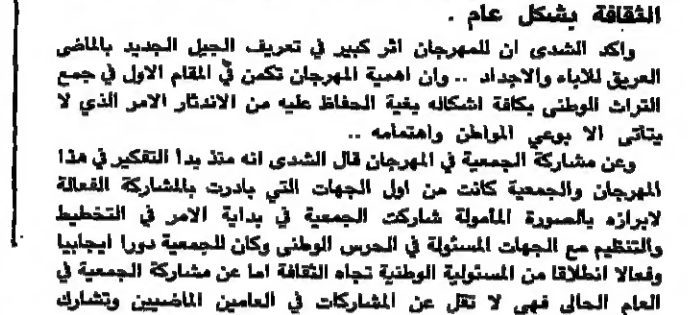 الثقافة بشكل عام .
واكد الشدى ان للمهرجان اثر كبير في تعريف الجيل الجديد بالماضى
العريق للاباء والاجداد .. وان اهمية المهرجان تكمن في المقام الاول في جمع
التراث الوطنى بكافة اشكاله بغية الحفاظ عليه من الاندثار الامر الذي لا
يتأتى الا بوعي المواطن واهتمامه ..
وعن مشاركة الجمعية في المهرجان قال الشدى انه منذ بدأ التفكير في هذا
المهرجان والجمعية كانت من اول الجهات التي بادرت بالمشاركة الفعالة
لابرازه بالصورة المأمولة شاركت الجمعية في بداية الامر في التخطيط
والتنظيم مع الجهات المسئولة في الحرس الوطنى وكان للجمعية دورا ايجابيا
وفعالا انطلاقا من المسئولية الوطنية تجاه الثقافة اما عن مشاركة الجمعية في
العام الحالى فهى لا تقل عن المشاركات في العامين الماضيين وتشارك